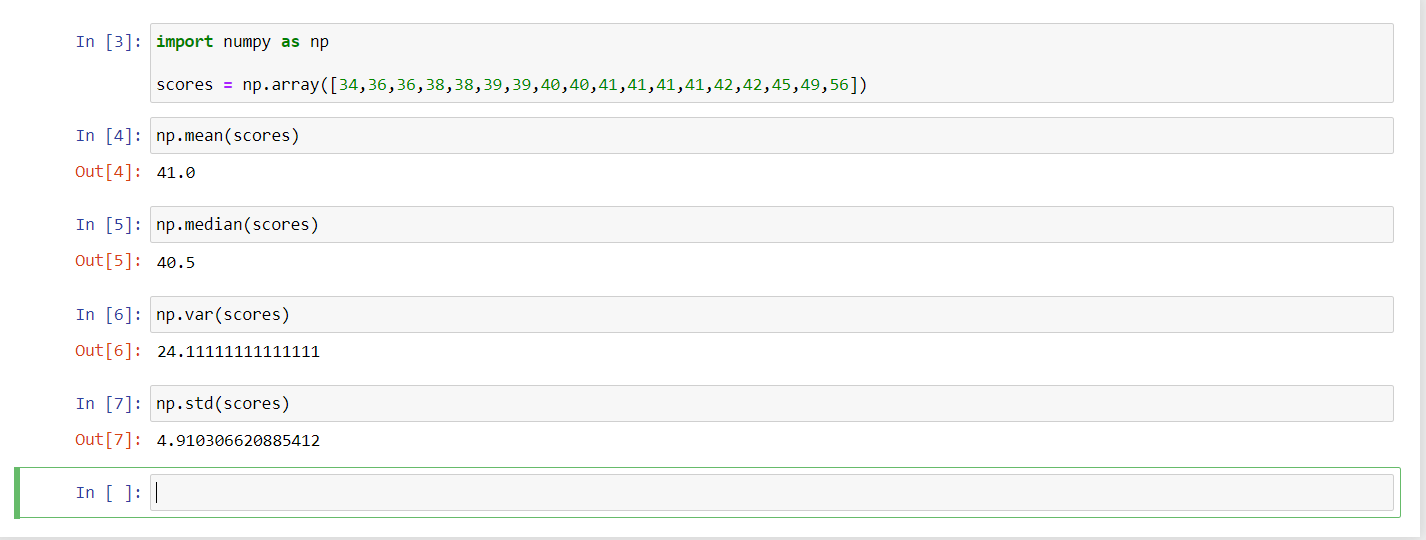 In [3]: import numpy as np
scores = np.array([34,36,36,38,38,39,39,40,40,41,41,41,41,42,42,45,49,56])
In [4]: np.mean(scores)
Out[4]: 41.0
In [5]: np.median(scores)
Out[5]: 40.5
In [6]: np.var(scores)
Out[6]: 24.11111111111111
In [7]: np.std(scores)
Out[7]: 4.910306620885412
In [ ]: